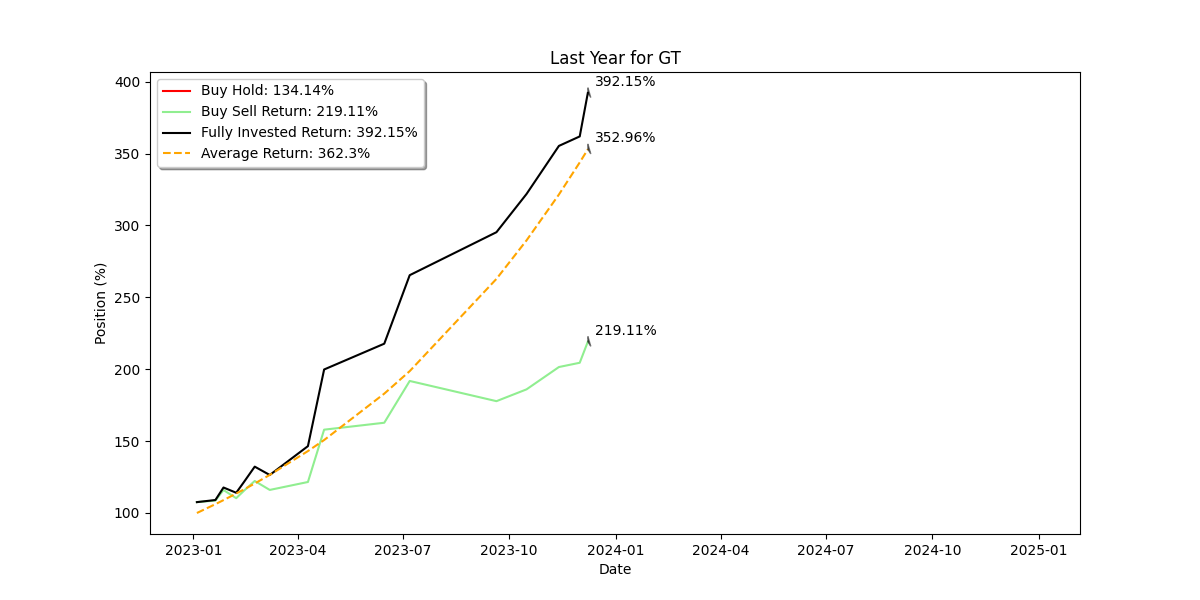 Last Year for GT
Buy Hold: 134.14%
Buy Sell Return: 219.11%
Fully Invested Return: 392.15%
Average Return: 362.3%
392.15%
352.96%
219.11%
Position (%)
400
350
300
250
200
150
100
2023-01 2023-04 2023-07 2023-10 2024-01 2024-04 2024-07 2024-10 2025-01
Date